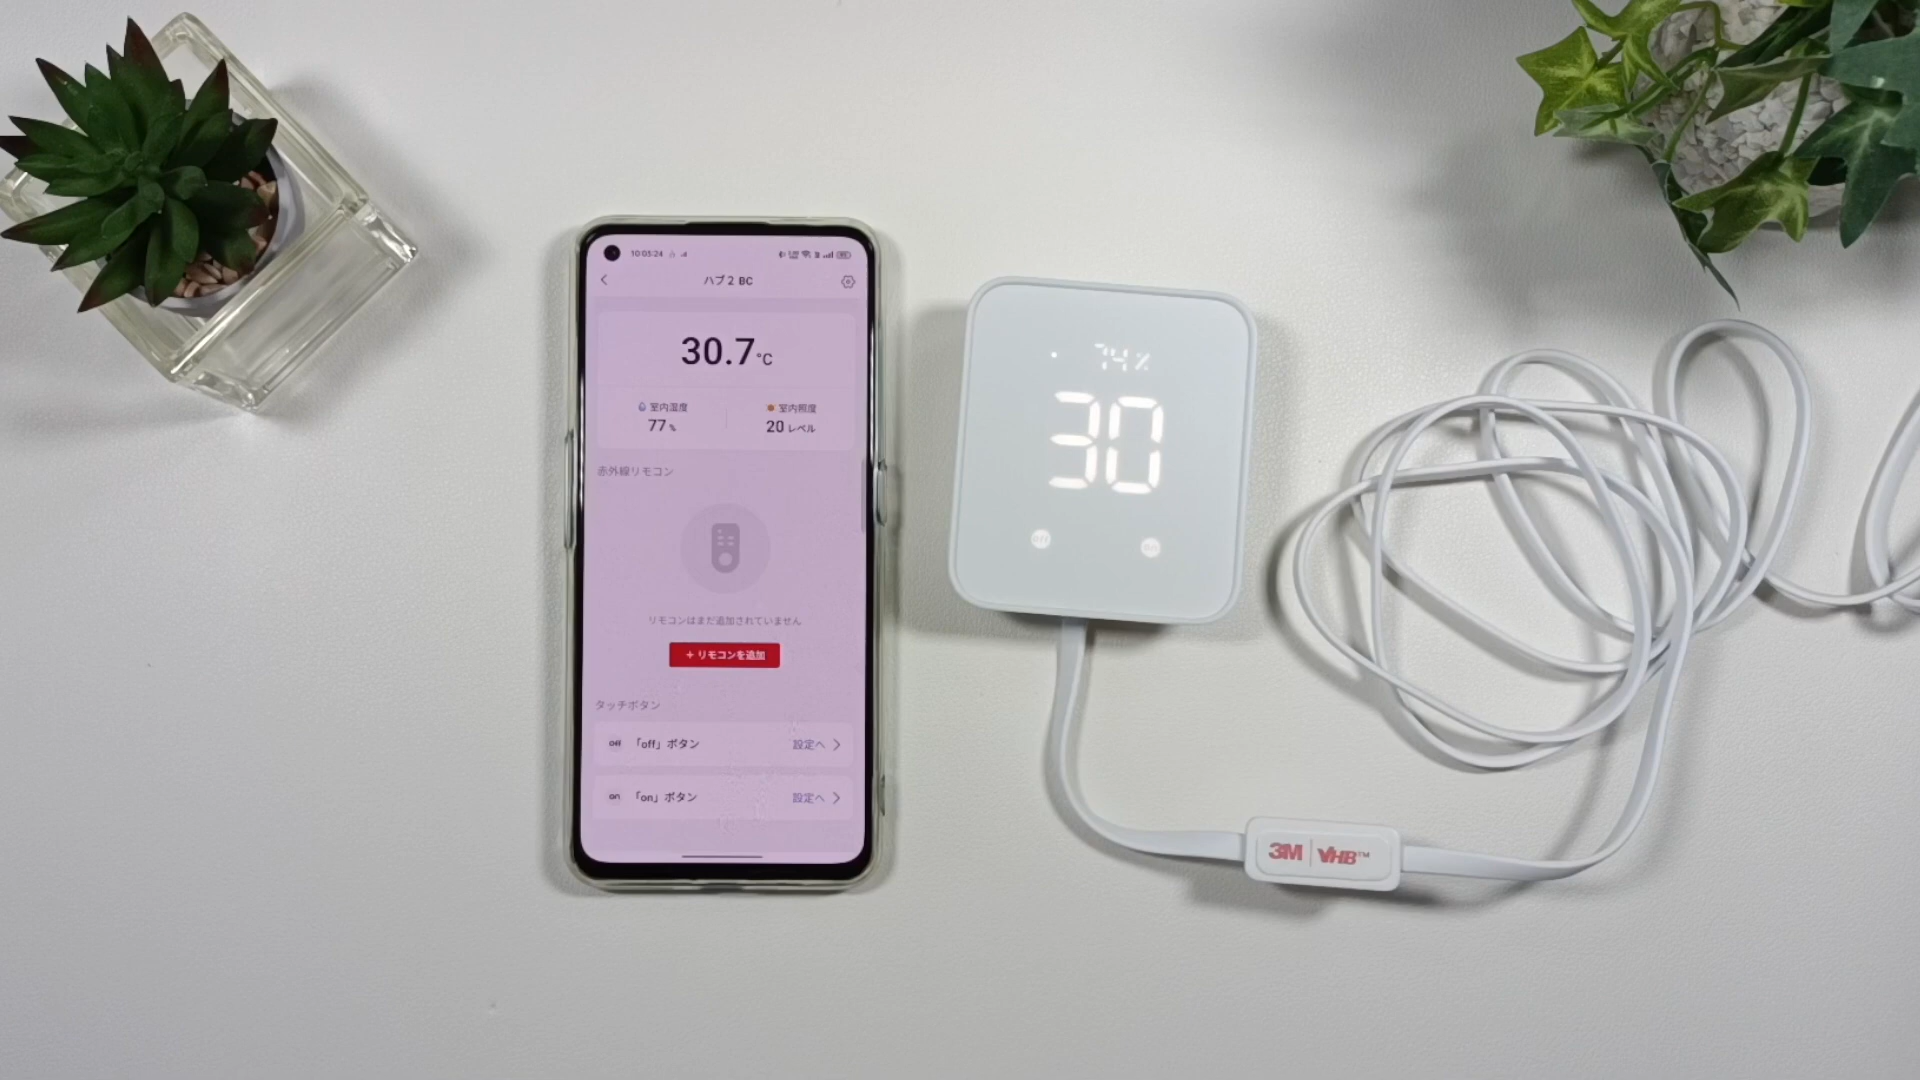 10:05:24
ハブ2 BC
30.7°C
室内湿度
77%
室内照度
20レベル
赤外線リモコン
リモコンはまだ追加されていません
+ リモコンを追加
タッチボタン
off 「off」ボタン 設定へ
on 「on」ボタン 設定へ
74%
30
off
on
3M VHB™